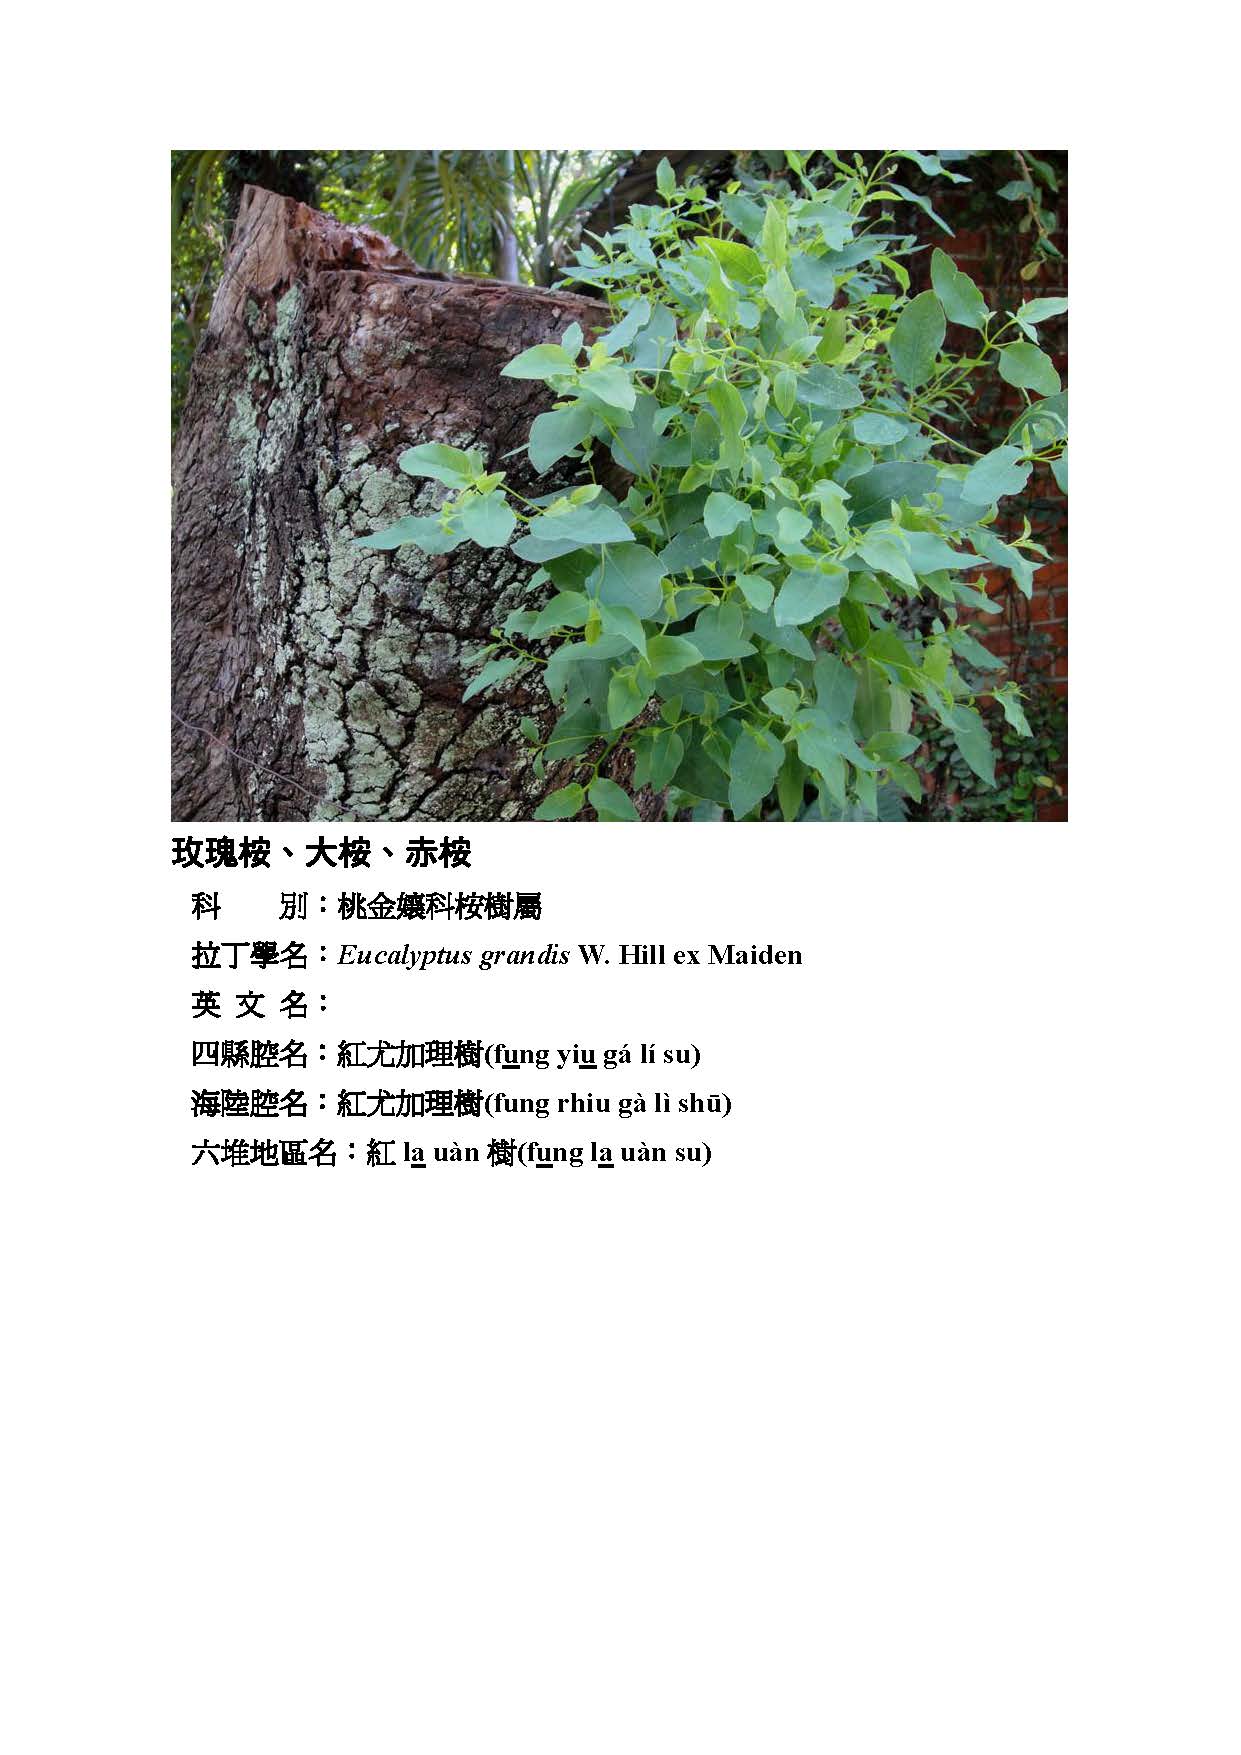 玫瑰桉、大桉、赤桉
科　　別：桃金孃科桉樹屬
拉丁學名：Eucalyptus grandis W. Hill ex Maiden
英 文 名：
四縣腔名：紅尤加理樹(fung yiu gá lí su)
海陸腔名：紅尤加理樹(fung rhiu gà lì shū)
六堆地區名：紅 la uàn 樹(fung la uàn su)